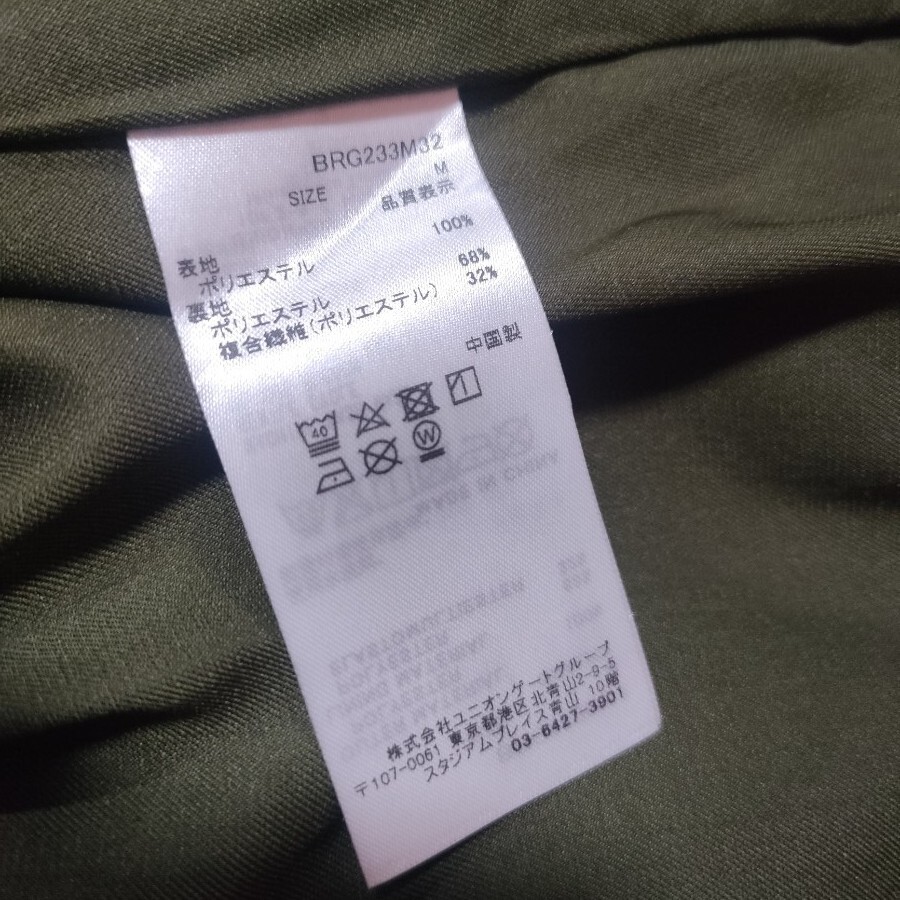 BRG233M32
SIZE M
品質表示
表地
ポリエステル 100%
裏地
ポリエステル 68%
複合繊維(ポリエステル) 32%
中国製
40
W
MADE IN CHINA
株式会社ユニオンゲートグループ
〒107-0061 東京都港区北青山2-9-5
スタジアムプレイス青山 10階
03-6427-3901